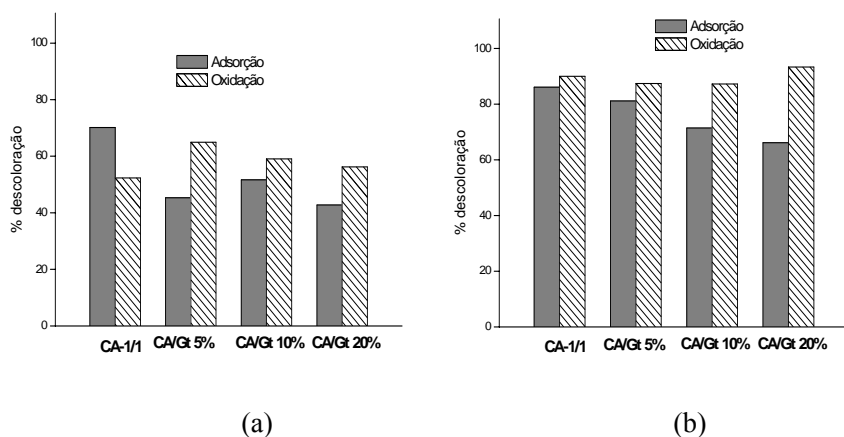 100
80
60
40
20
0
% descoloração
Adsorção
Oxidação
CA-1/1 CA/Gt 5% CA/Gt 10% CA/Gt 20%
(a)
100
80
60
40
20
0
% descoloração
Adsorção
Oxidação
CA-1/1 CA/Gt 5% CA/Gt 10% CA/Gt 20%
(b)